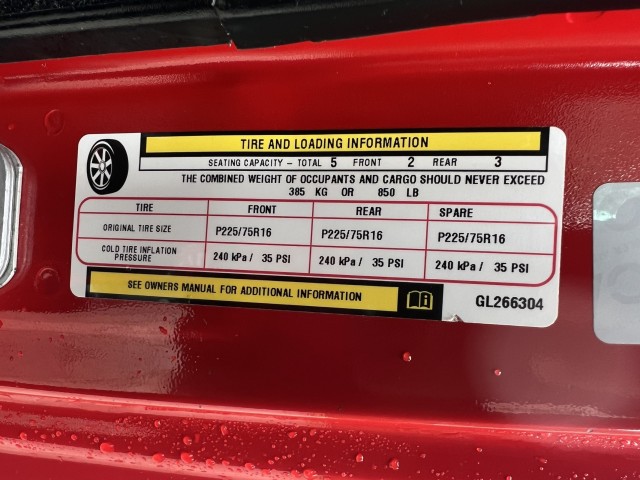 TIRE AND LOADING INFORMATION
SEATING CAPACITY – TOTAL 5 FRONT 2 REAR 3
THE COMBINED WEIGHT OF OCCUPANTS AND CARGO SHOULD NEVER EXCEED
385 KG OR 850 LB
TIRE FRONT REAR SPARE
ORIGINAL TIRE SIZE P225/75R16 P225/75R16 P225/75R16
COLD TIRE INFLATION
PRESSURE 240 kPa / 35 PSI 240 kPa / 35 PSI 240 kPa / 35 PSI
SEE OWNERS MANUAL FOR ADDITIONAL INFORMATION
GL266304